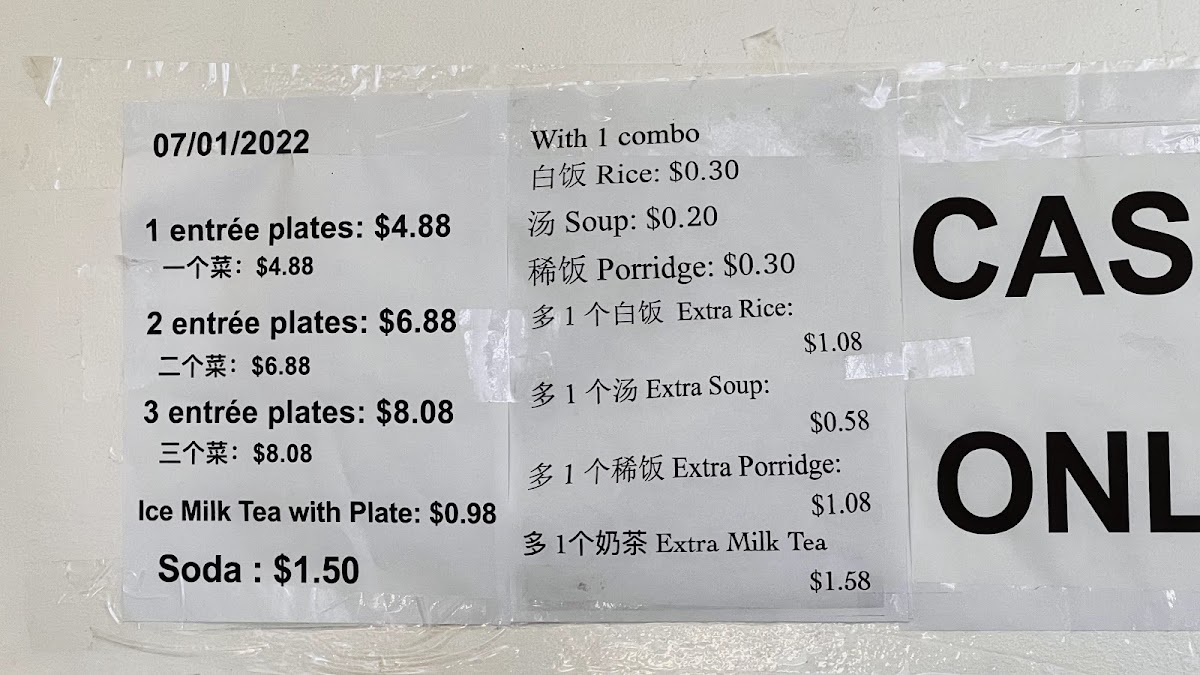 07/01/2022
1 entrée plates: $4.88
一个菜：$4.88
2 entrée plates: $6.88
二个菜：$6.88
3 entrée plates: $8.08
三个菜：$8.08
Ice Milk Tea with Plate: $0.98
Soda : $1.50
With 1 combo
白饭 Rice: $0.30
汤 Soup: $0.20
稀饭 Porridge: $0.30
多 1 个白饭 Extra Rice:
$1.08
多 1 个汤 Extra Soup:
$0.58
多 1 个稀饭 Extra Porridge:
$1.08
多 1个奶茶 Extra Milk Tea
$1.58
CAS
ONL